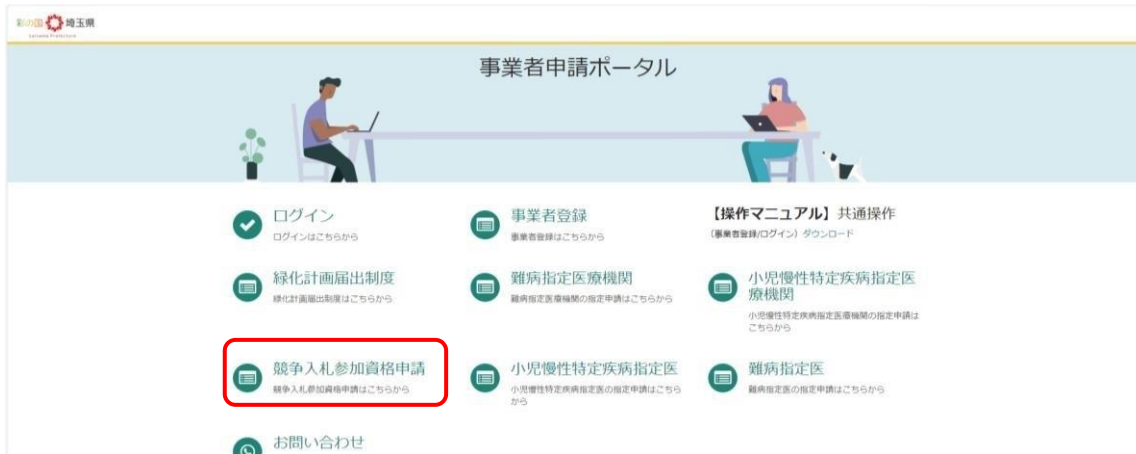 彩の国 埼玉県
Saitama Prefecture
事業者申請ポータル
ログイン
ログインはこちらから
事業者登録
事業者登録はこちらから
【操作マニュアル】共通操作
(事業者登録/ログイン) ダウンロード
緑化計画届出制度
緑化計画届出制度はこちらから
難病指定医療機関
難病指定医療機関の指定申請はこちらから
小児慢性特定疾病指定医
療機関
小児慢性特定疾病指定医療機関の指定申請は
こちらから
競争入札参加資格申請
競争入札参加資格申請はこちらから
小児慢性特定疾病指定医
小児慢性特定疾病指定医の指定申請はこちら
から
難病指定医
難病指定医の指定申請はこちらから
お問い合わせ